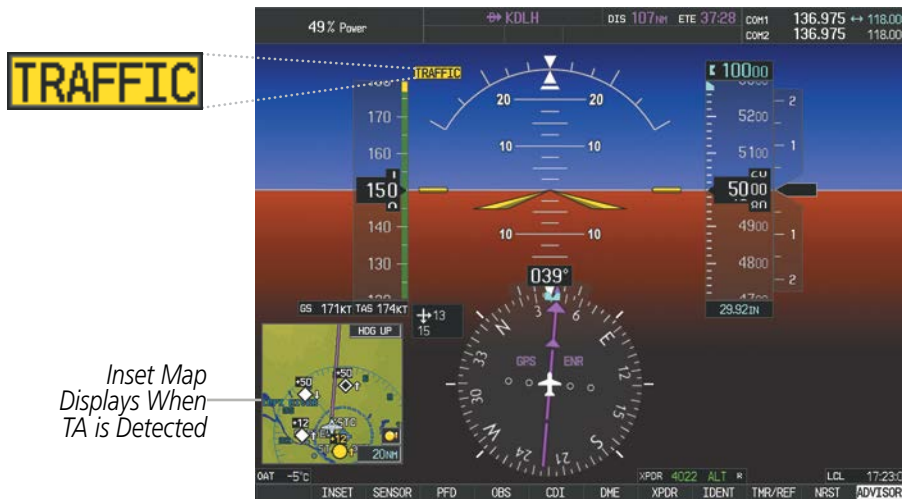 49% Power
KDLH
DIS 107NM ETE 37:28
COM1 136.975 ↔ 118.00
COM2 136.975 118.00
TRAFFIC
TRAFFIC
10000
20 20
170
5200
2
160
10 10
5100
1
150
5000
140
4900
10 10
1
130
4800
2
039°
GS 171KT TAS 174KT
29.92IN
13
15
HDG UP
N 3 6 E 12 15 S 21 24 W 30 33
GPS ENR
+50
+50
+12
+12
20NM
Inset Map
Displays When
TA is Detected
OAT -5°C
XPDR 4022 ALT R
LCL 17:23:0
INSET SENSOR PFD OBS CDI DME XPDR IDENT TMR/REF NRST ADVISOR